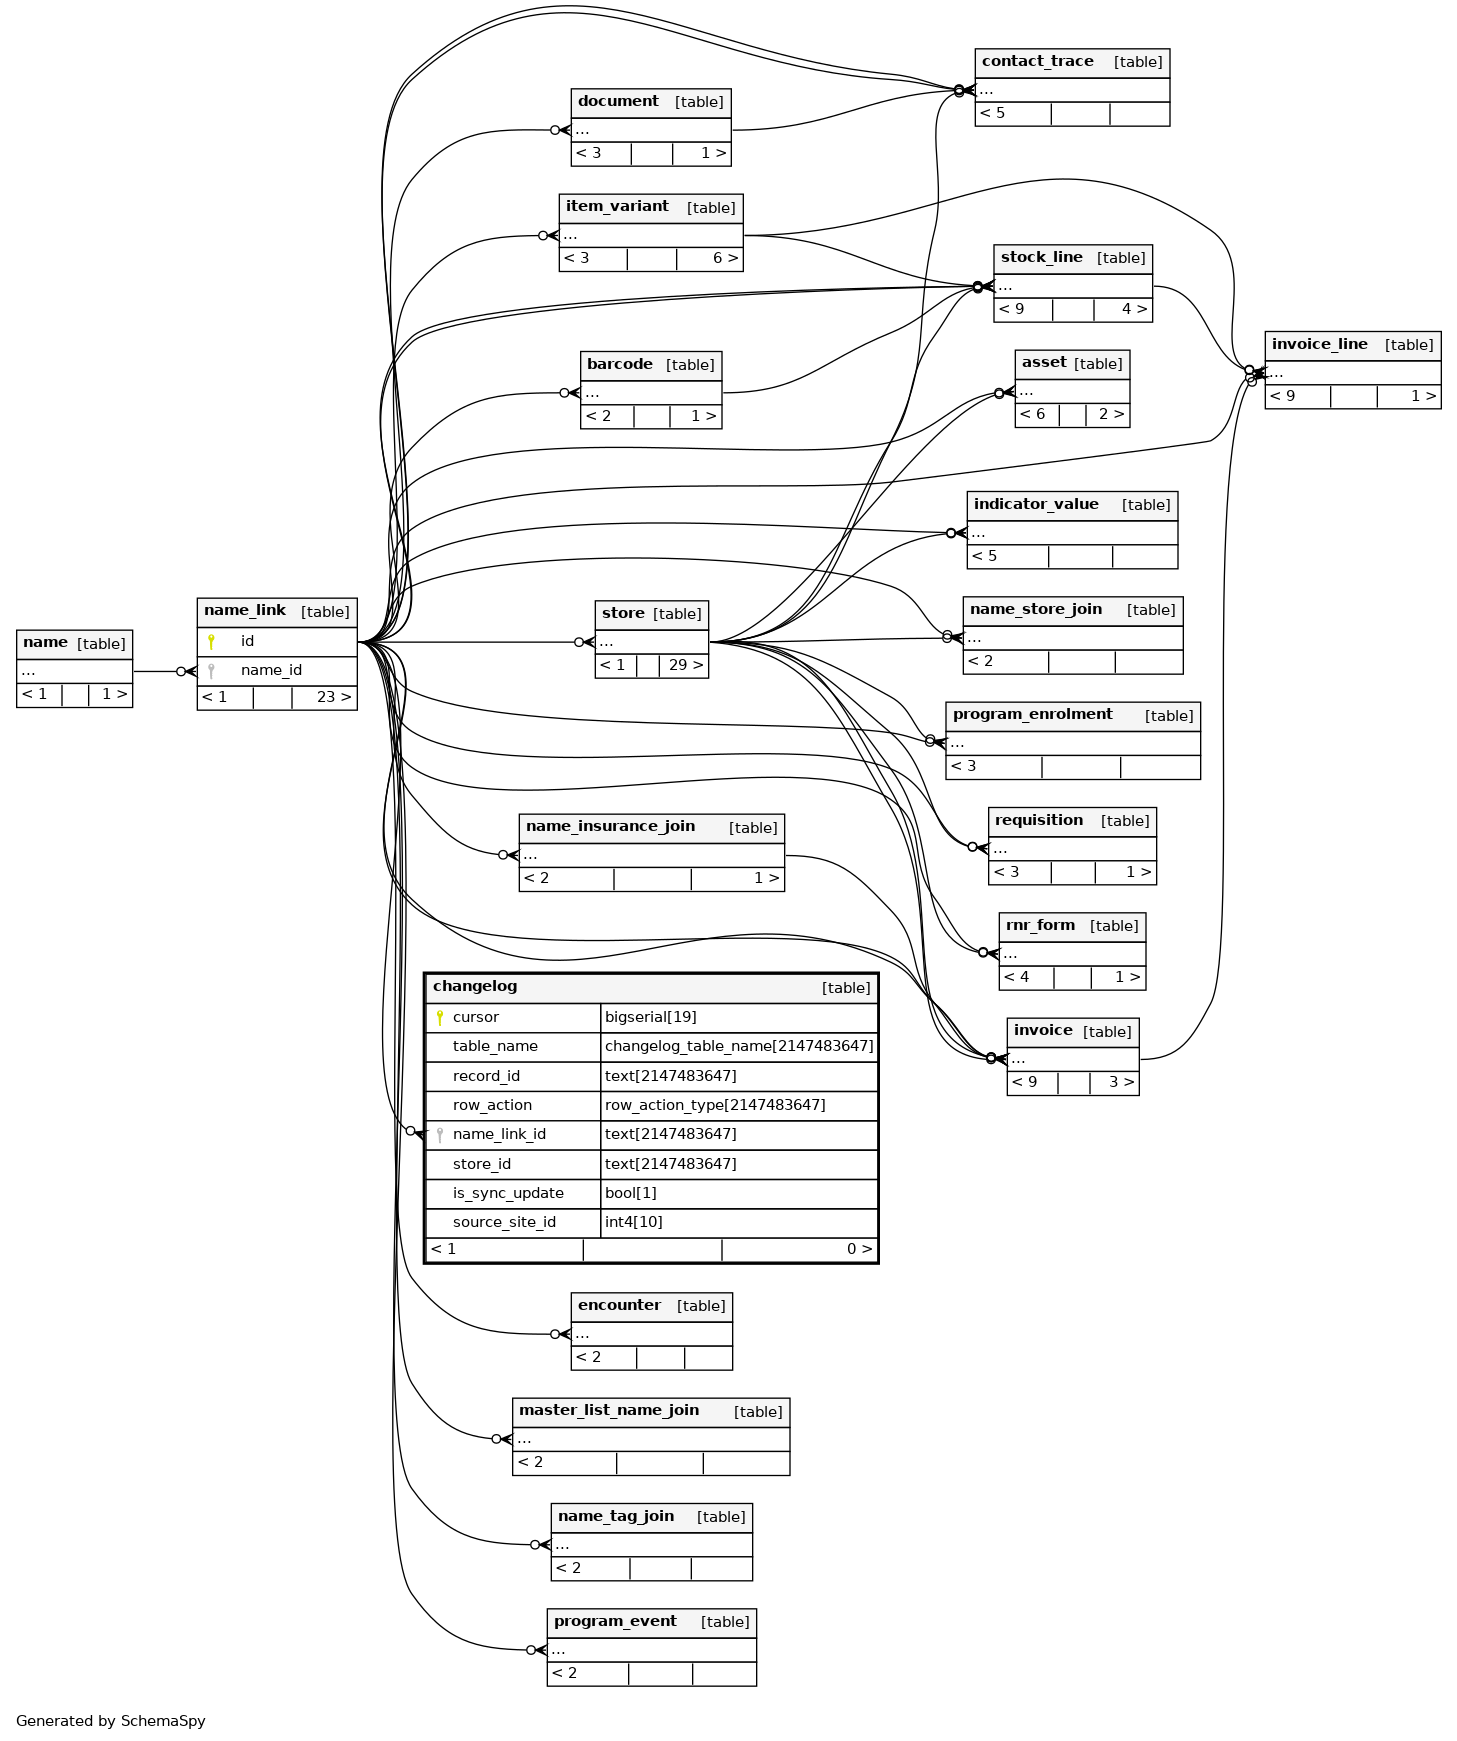 contact_trace [table]
...
< 5
document [table]
...
< 3 1 >
item_variant [table]
...
< 3 6 >
stock_line [table]
...
< 9 4 >
invoice_line [table]
...
< 9 1 >
barcode [table]
...
< 2 1 >
asset [table]
...
< 6 2 >
indicator_value [table]
...
< 5
name_store_join [table]
...
< 2
name [table]
...
< 1 1 >
name_link [table]
id
name_id
< 1 23 >
store [table]
...
< 1 29 >
program_enrolment [table]
...
< 3
name_insurance_join [table]
...
< 2 1 >
requisition [table]
...
< 3 1 >
rnr_form [table]
...
< 4 1 >
invoice [table]
...
< 9 3 >
changelog [table]
cursor bigserial[19]
table_name changelog_table_name[2147483647]
record_id text[2147483647]
row_action row_action_type[2147483647]
name_link_id text[2147483647]
store_id text[2147483647]
is_sync_update bool[1]
source_site_id int4[10]
< 1 0 >
encounter [table]
...
< 2
master_list_name_join [table]
...
< 2
name_tag_join [table]
...
< 2
program_event [table]
...
< 2
Generated by SchemaSpy